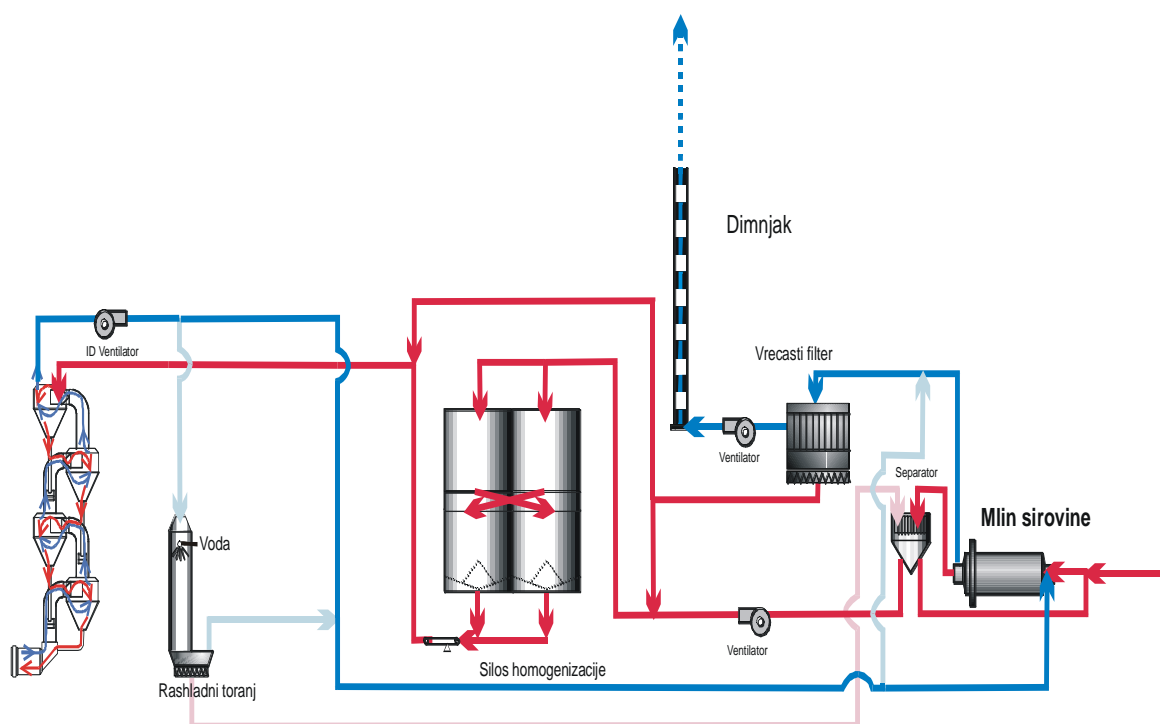 Dimnjak
ID Ventilator
Vrecasti filter
Ventilator
Separator
Mlin sirovine
Voda
Ventilator
Silos homogenizacije
Rashladni toranj